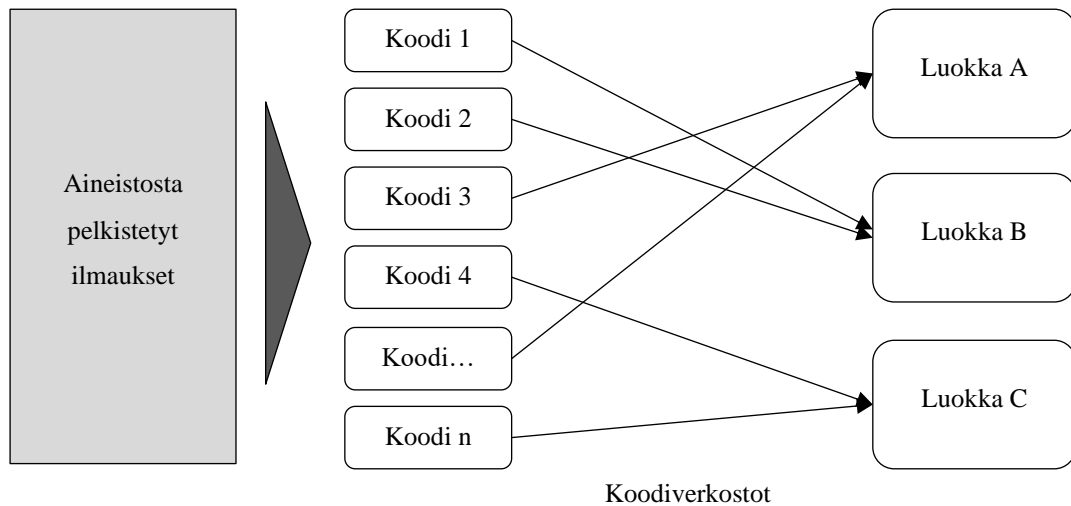 Aineistosta
pelkistetyt
ilmaukset
Koodi 1
Koodi 2
Koodi 3
Koodi 4
Koodi…
Koodi n
Luokka A
Luokka B
Luokka C
Koodiverkostot